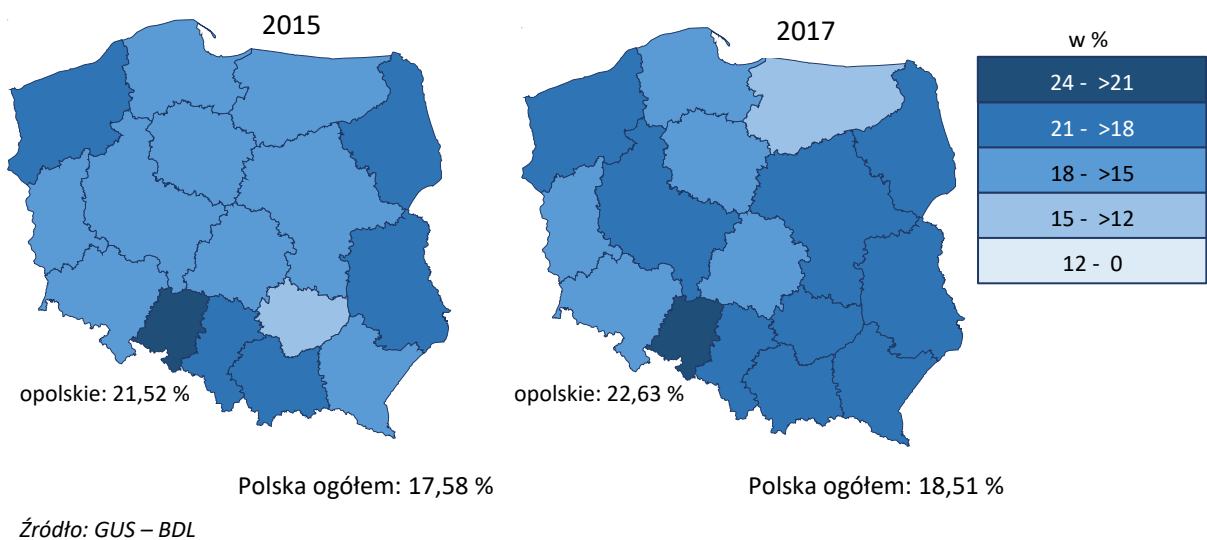 2015
2017
w %
24 - >21
21 - >18
18 - >15
15 - >12
12 - 0
opolskie: 21,52 %
opolskie: 22,63 %
Polska ogółem: 17,58 %
Polska ogółem: 18,51 %
Źródło: GUS – BDL